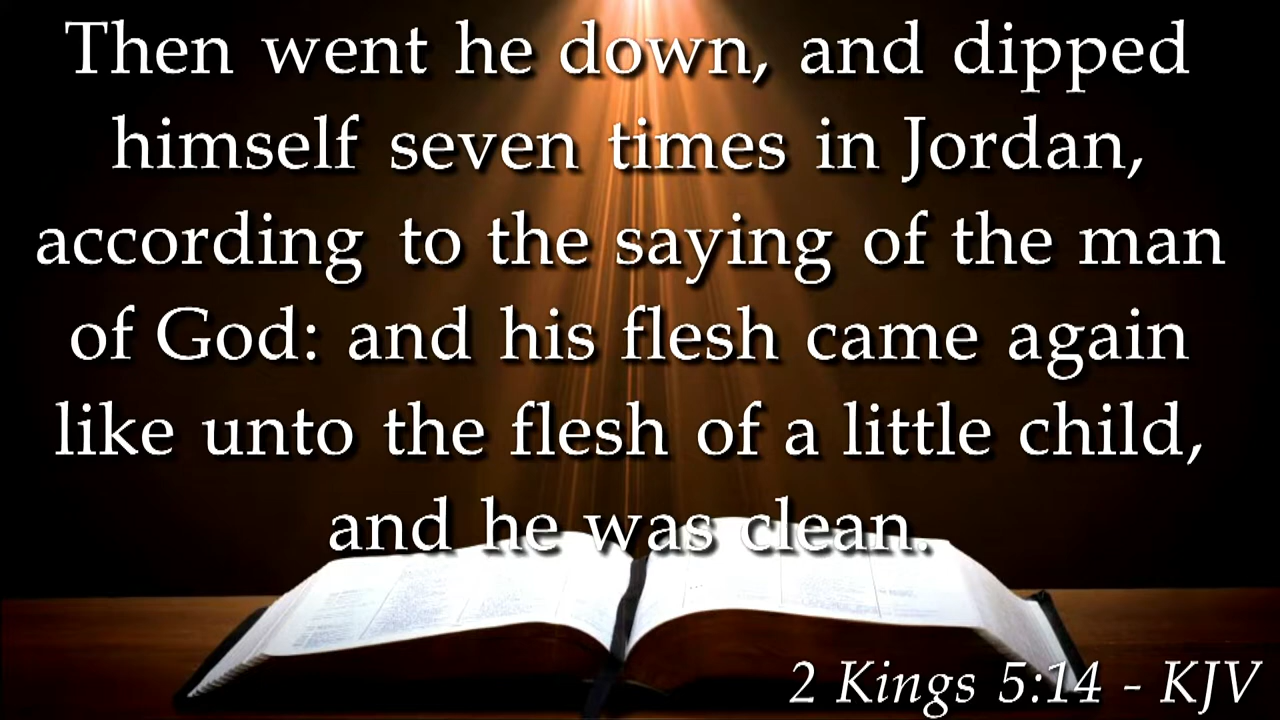 Then went he down, and dipped
himself seven times in Jordan,
according to the saying of the man
of God: and his flesh came again
like unto the flesh of a little child,
and he was clean.
2 Kings 5:14 - KJV